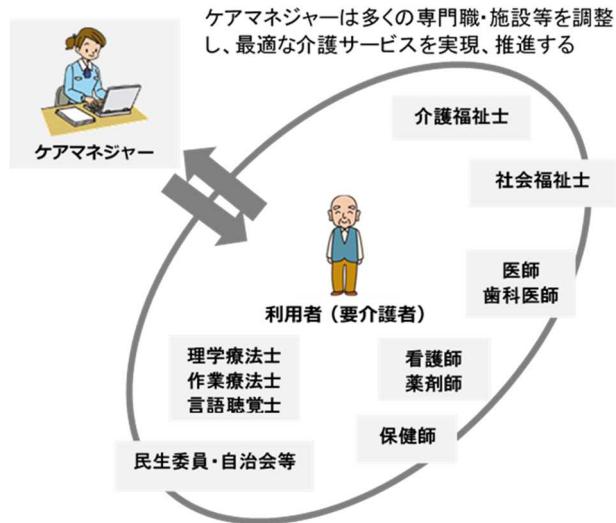 ケアマネジャーは多くの専門職・施設等を調整
し、最適な介護サービスを実現、推進する
ケアマネジャー
介護福祉士
社会福祉士
医師
歯科医師
利用者（要介護者）
理学療法士
作業療法士
言語聴覚士
看護師
薬剤師
保健師
民生委員・自治会等